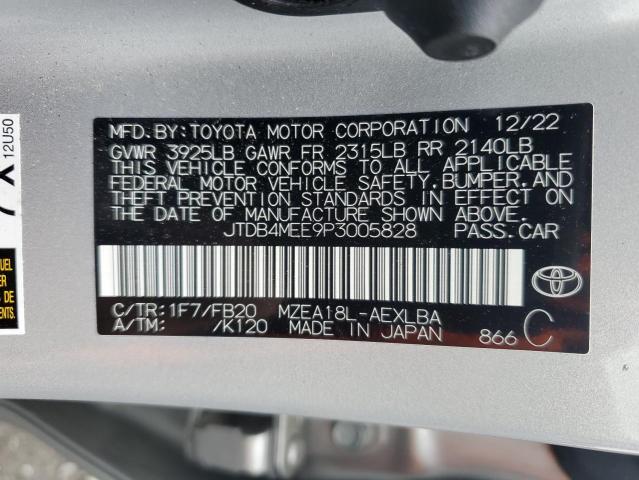 MFD.BY:TOYOTA MOTOR CORPORATION 12/22
GVWR 3925LB GAWR FR 2315LB RR 2140LB
THIS VEHICLE CONFORMS TO ALL APPLICABLE
FEDERAL MOTOR VEHICLE SAFETY,BUMPER,AND
THEFT PREVENTION STANDARDS IN EFFECT ON
THE DATE OF MANUFACTURE SHOWN ABOVE.
JTDB4MEE9P3005828 PASS.CAR
C/TR:1F7/FB20 MZEA18L-AEXLBA
A/TM: /K120 MADE IN JAPAN 866 C
12U50
UEL
DE